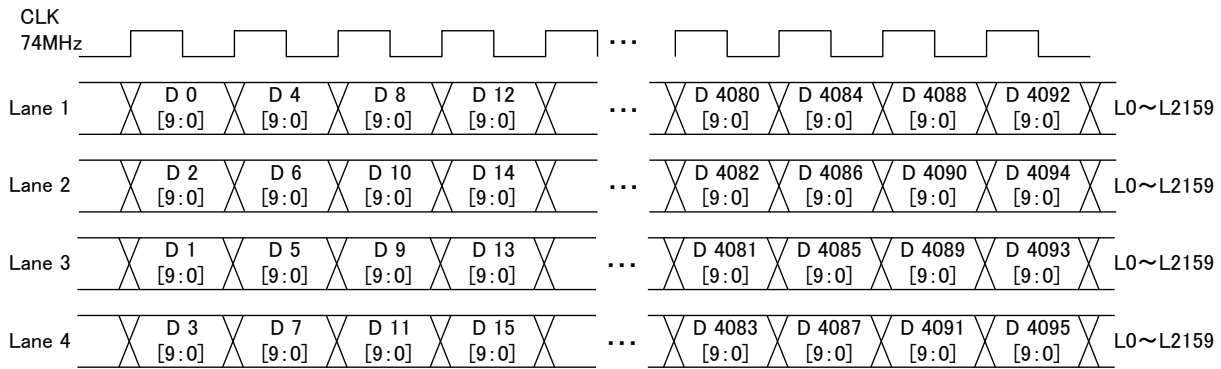 CLK
74MHz ...
D 0 D 4 D 8 D 12 D 4080 D 4084 D 4088 D 4092
Lane 1 ... L0～L2159
[9:0] [9:0] [9:0] [9:0] [9:0] [9:0] [9:0] [9:0]
D 2 D 6 D 10 D 14 D 4082 D 4086 D 4090 D 4094
Lane 2 ... L0～L2159
[9:0] [9:0] [9:0] [9:0] [9:0] [9:0] [9:0] [9:0]
D 1 D 5 D 9 D 13 D 4081 D 4085 D 4089 D 4093
Lane 3 ... L0～L2159
[9:0] [9:0] [9:0] [9:0] [9:0] [9:0] [9:0] [9:0]
D 3 D 7 D 11 D 15 D 4083 D 4087 D 4091 D 4095
Lane 4 ... L0～L2159
[9:0] [9:0] [9:0] [9:0] [9:0] [9:0] [9:0] [9:0]